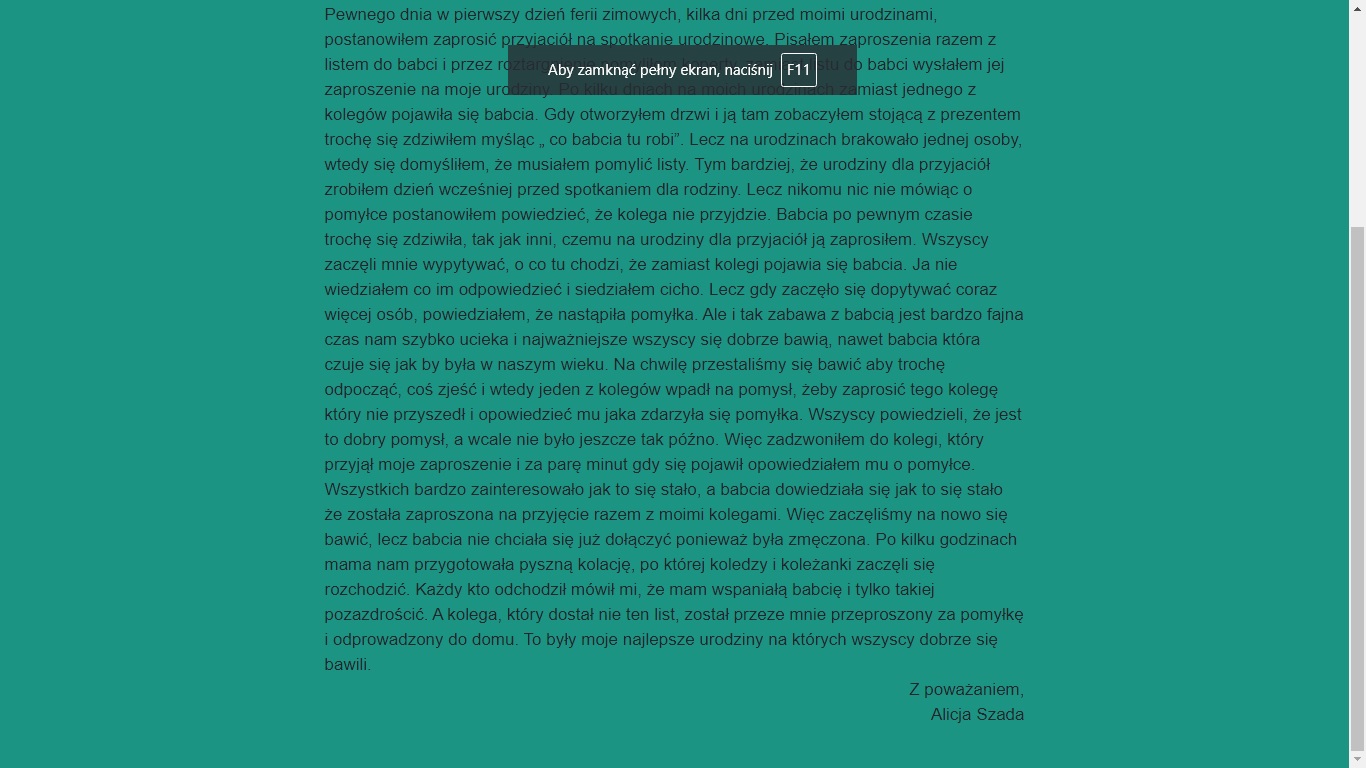 Pewnego dnia w pierwszy dzień ferii zimowych, kilka dni przed moimi urodzinami,
postanowiłem zaprosić przyjaciół na spotkanie urodzinowe. Pisałem zaproszenia razem z
listem do babci i przez roztargnienie pomyliłem koperty, zamiast listu do babci wysłałem jej
Aby zamknąć pełny ekran, naciśnij F11
zaproszenie na moje urodziny. Po kilku dniach na moich urodzinach zamiast jednego z
kolegów pojawiła się babcia. Gdy otworzyłem drzwi i ją tam zobaczyłem stojącą z prezentem
trochę się zdziwiłem myśląc „ co babcia tu robi”. Lecz na urodzinach brakowało jednej osoby,
wtedy się domyśliłem, że musiałem pomylić listy. Tym bardziej, że urodziny dla przyjaciół
zrobiłem dzień wcześniej przed spotkaniem dla rodziny. Lecz nikomu nic nie mówiąc o
pomyłce postanowiłem powiedzieć, że kolega nie przyjdzie. Babcia po pewnym czasie
trochę się zdziwiła, tak jak inni, czemu na urodziny dla przyjaciół ją zaprosiłem. Wszyscy
zaczęli mnie wypytywać, o co tu chodzi, że zamiast kolegi pojawia się babcia. Ja nie
wiedziałem co im odpowiedzieć i siedziałem cicho. Lecz gdy zaczęło się dopytywać coraz
więcej osób, powiedziałem, że nastąpiła pomyłka. Ale i tak zabawa z babcią jest bardzo fajna
czas nam szybko ucieka i najważniejsze wszyscy się dobrze bawią, nawet babcia która
czuje się jak by była w naszym wieku. Na chwilę przestaliśmy się bawić aby trochę
odpocząć, coś zjeść i wtedy jeden z kolegów wpadł na pomysł, żeby zaprosić tego kolegę
który nie przyszedł i opowiedzieć mu jaka zdarzyła się pomyłka. Wszyscy powiedzieli, że jest
to dobry pomysł, a wcale nie było jeszcze tak późno. Więc zadzwoniłem do kolegi, który
przyjął moje zaproszenie i za parę minut gdy się pojawił opowiedziałem mu o pomyłce.
Wszystkich bardzo zainteresowało jak to się stało, a babcia dowiedziała się jak to się stało
że została zaproszona na przyjęcie razem z moimi kolegami. Więc zaczęliśmy na nowo się
bawić, lecz babcia nie chciała się już dołączyć ponieważ była zmęczona. Po kilku godzinach
mama nam przygotowała pyszną kolację, po której koledzy i koleżanki zaczęli się
rozchodzić. Każdy kto odchodził mówił mi, że mam wspaniałą babcię i tylko takiej
pozazdrościć. A kolega, który dostał nie ten list, został przeze mnie przeproszony za pomyłkę
i odprowadzony do domu. To były moje najlepsze urodziny na których wszyscy dobrze się
bawili.
Z poważaniem,
Alicja Szada